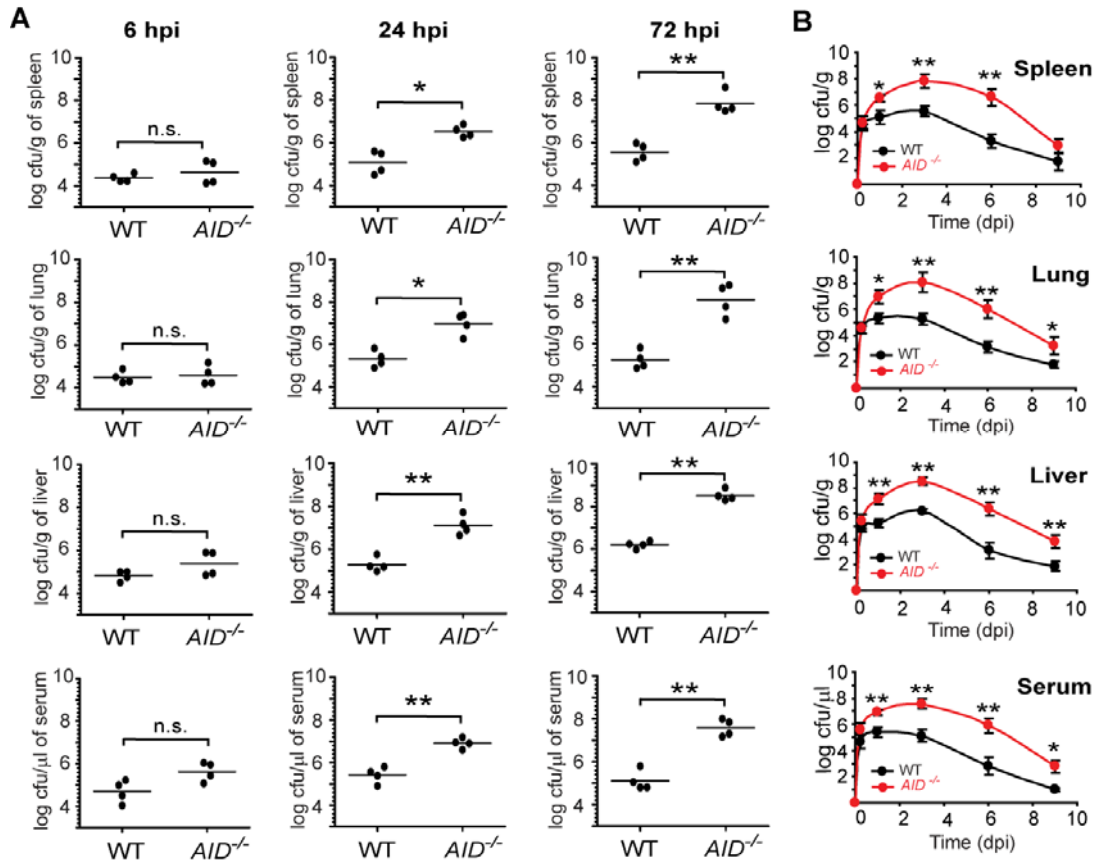 A
6 hpi
24 hpi
72 hpi
B
log cfu/g of spleen
10
8
6
4
n.s.
WT
AID-/-
log cfu/g of spleen
10
8
6
4
*
WT
AID-/-
log cfu/g of spleen
10
8
6
4
**
WT
AID-/-
Spleen
log cfu/g
10
8
6
4
2
* ** **
WT
AID -/-
0 2 4 6 8 10
Time (dpi)
log cfu/g of lung
10
8
6
4
n.s.
WT
AID-/-
log cfu/g of lung
10
8
6
4
*
WT
AID-/-
log cfu/g of lung
10
8
6
4
**
WT
AID-/-
Lung
log cfu/g
10
8
6
4
2
* ** ** *
WT
AID -/-
0 2 4 6 8 10
Time (dpi)
log cfu/g of liver
10
8
6
4
n.s.
WT
AID-/-
log cfu/g of liver
10
8
6
4
**
WT
AID-/-
log cfu/g of liver
10
8
6
4
**
WT
AID-/-
Liver
log cfu/g
10
8
6
4
2
** ** ** **
WT
AID -/-
0 2 4 6 8 10
Time (dpi)
log cfu/µl of serum
10
8
6
4
n.s.
WT
AID-/-
log cfu/µl of serum
10
8
6
4
**
WT
AID-/-
log cfu/µl of serum
10
8
6
4
**
WT
AID-/-
Serum
log cfu/µl
10
8
6
4
2
** ** ** *
WT
AID -/-
0 2 4 6 8 10
Time (dpi)